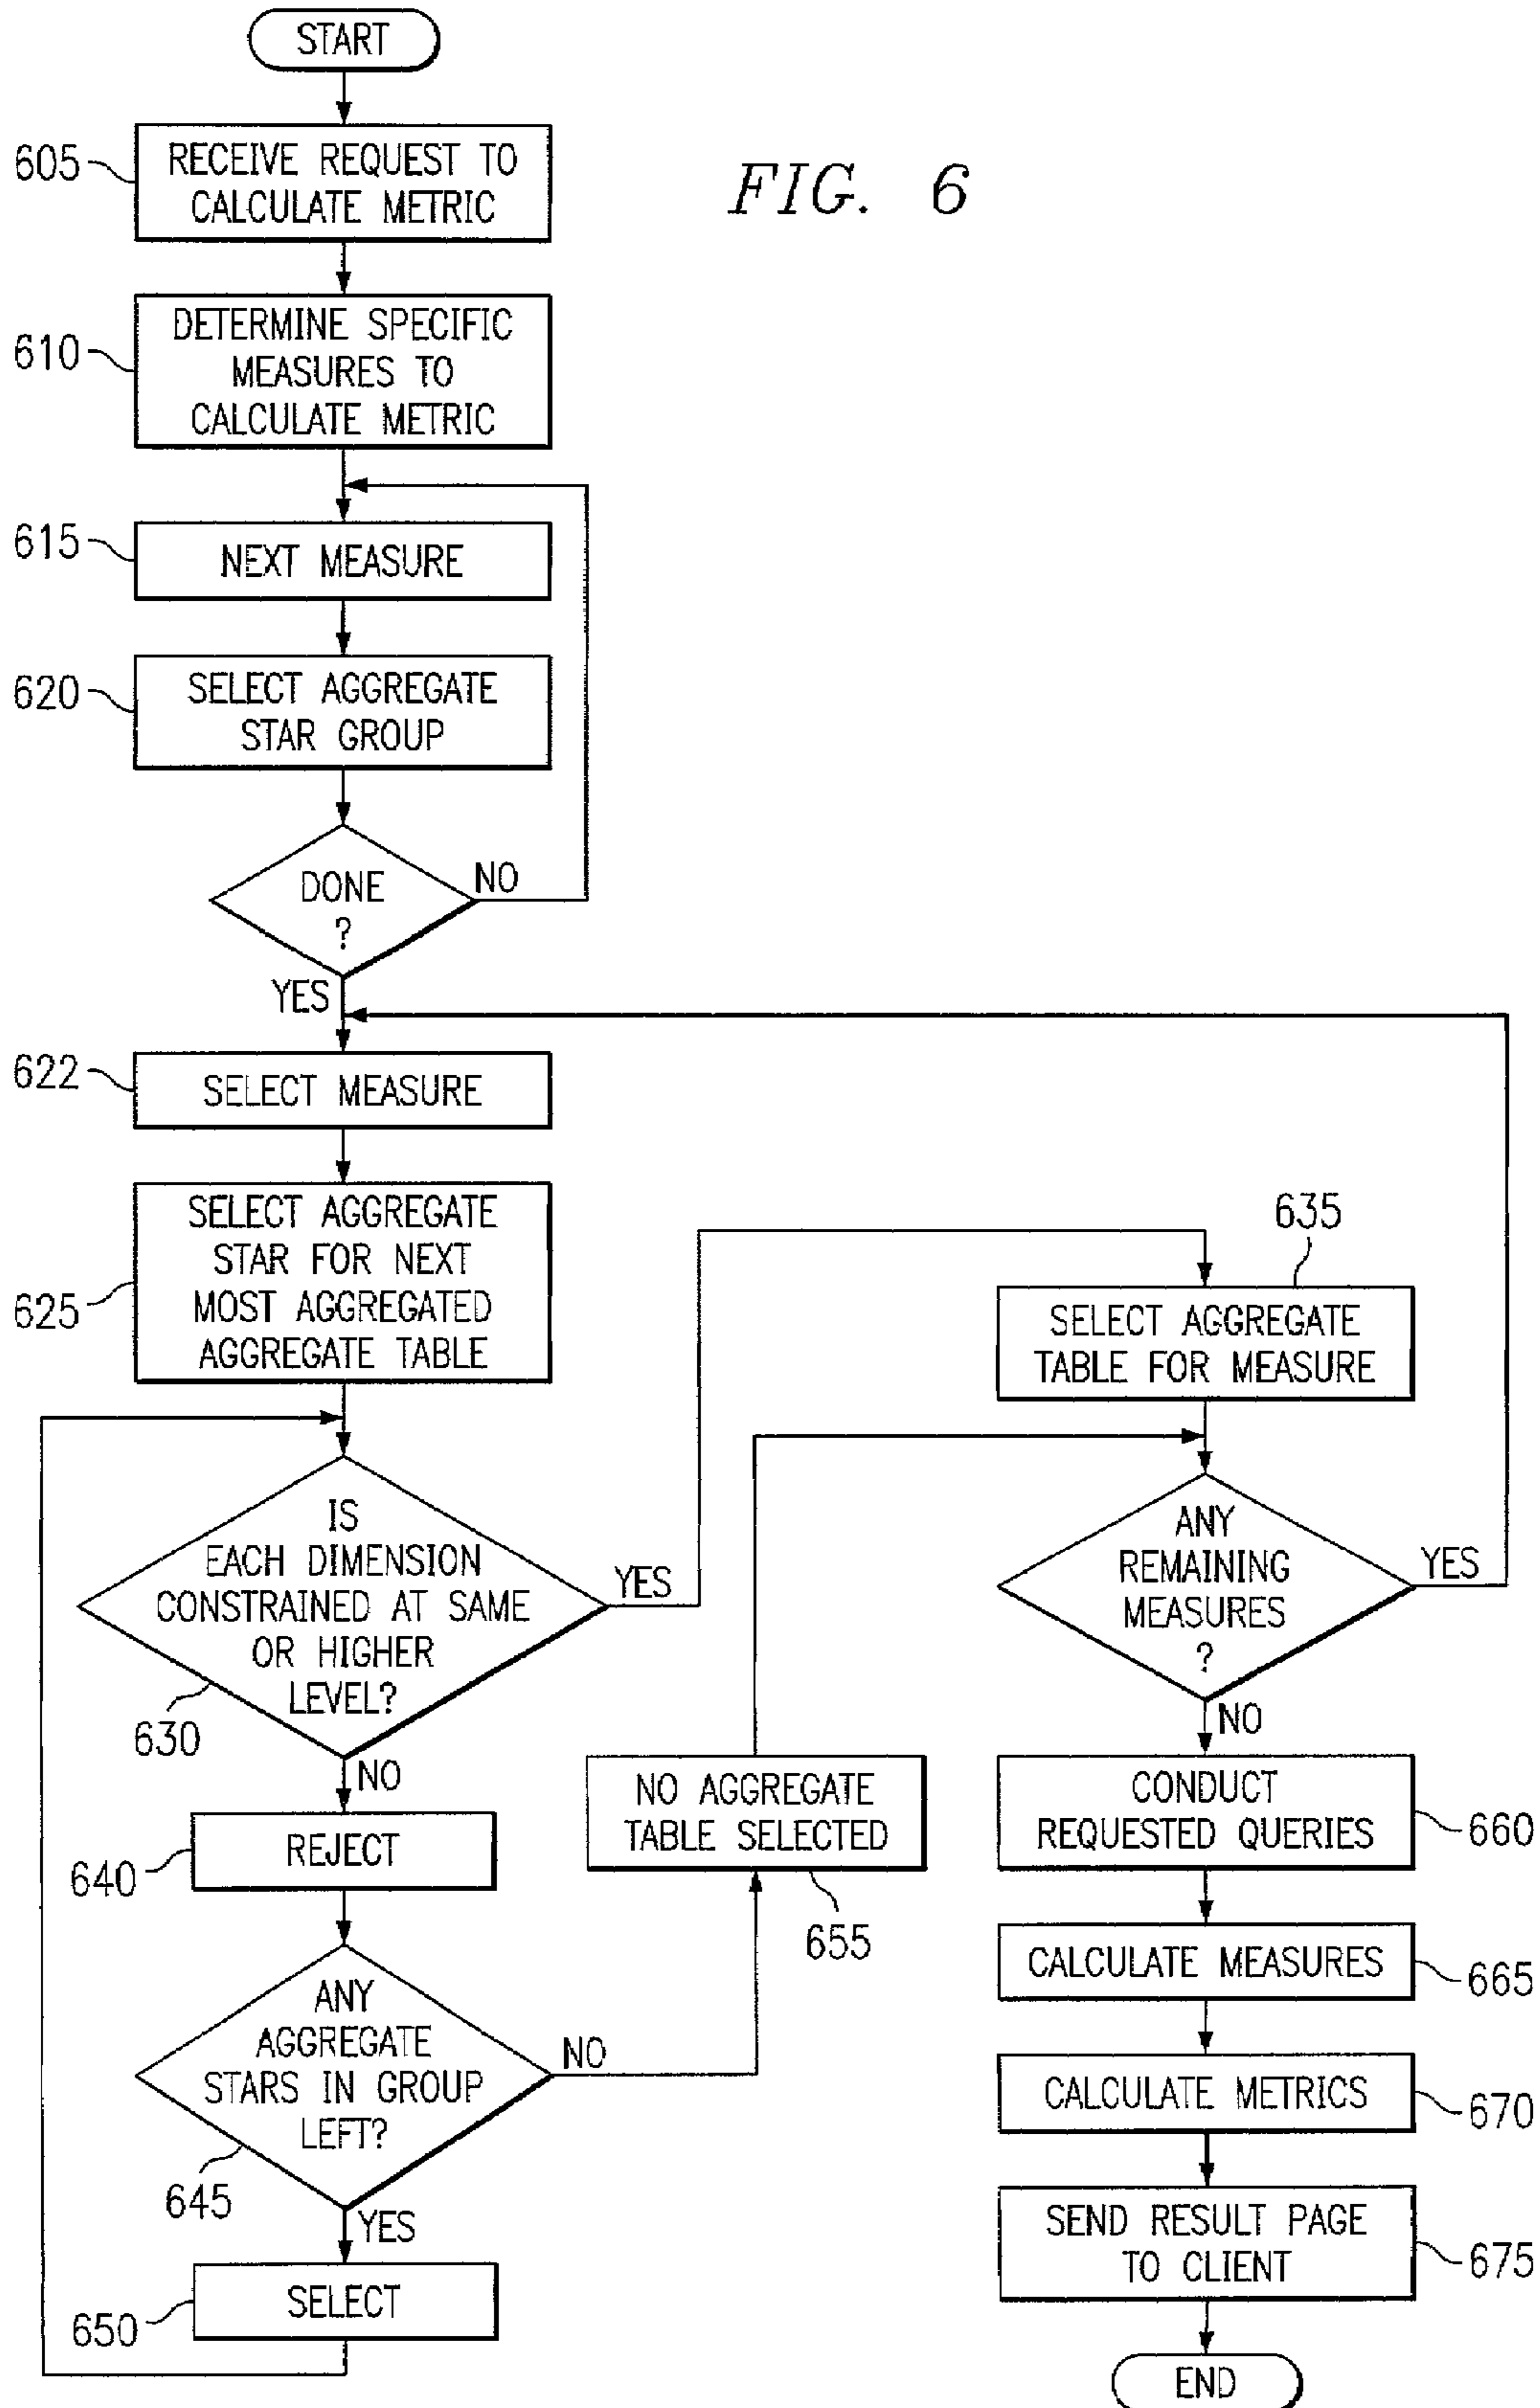 START
605
RECEIVE REQUEST TO
CALCULATE METRIC
FIG. 6
610
DETERMINE SPECIFIC
MEASURES TO
CALCULATE METRIC
615
NEXT MEASURE
620
SELECT AGGREGATE
STAR GROUP
DONE
?
NO
YES
622
SELECT MEASURE
625
SELECT AGGREGATE
STAR FOR NEXT
MOST AGGREGATED
AGGREGATE TABLE
IS
EACH DIMENSION
CONSTRAINED AT SAME
OR HIGHER
LEVEL?
YES
630
NO
640
REJECT
ANY
AGGREGATE
STARS IN GROUP
LEFT?
NO
645
YES
650
SELECT
NO AGGREGATE
TABLE SELECTED
655
635
SELECT AGGREGATE
TABLE FOR MEASURE
ANY
REMAINING
MEASURES
?
YES
NO
CONDUCT
REQUESTED QUERIES
660
CALCULATE MEASURES
665
CALCULATE METRICS
670
SEND RESULT PAGE
TO CLIENT
675
END